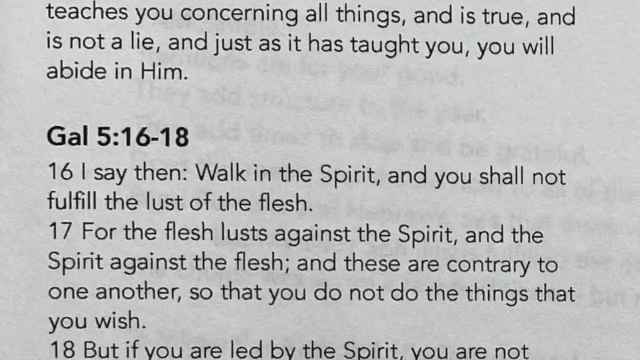 teaches you concerning all things, and is true, and
is not a lie, and just as it has taught you, you will
abide in Him.
Gal 5:16-18
16 I say then: Walk in the Spirit, and you shall not
fulfill the lust of the flesh.
17 For the flesh lusts against the Spirit, and the
Spirit against the flesh; and these are contrary to
one another, so that you do not do the things that
you wish.
18 But if you are led by the Spirit, you are not